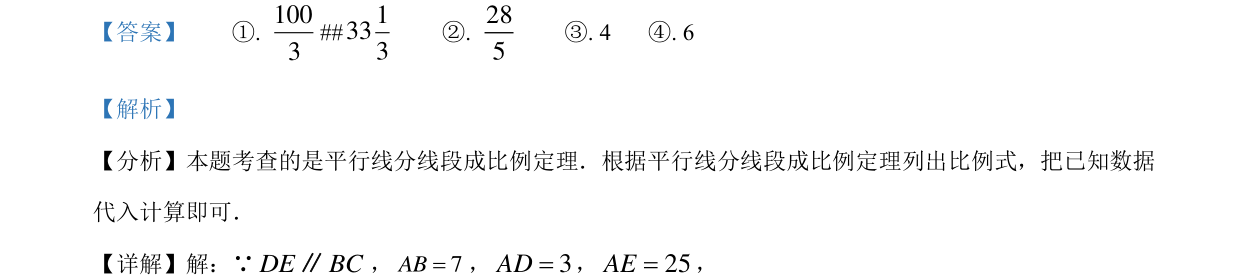 【答案】 ①. 100/3 ##33 1/3 ②. 28/5 ③. 4 ④. 6
【解析】
【分析】本题考查的是平行线分线段成比例定理．根据平行线分线段成比例定理列出比例式，把已知数据
代入计算即可．
【详解】解：∵DE∥BC，AB=7，AD=3，AE=25，